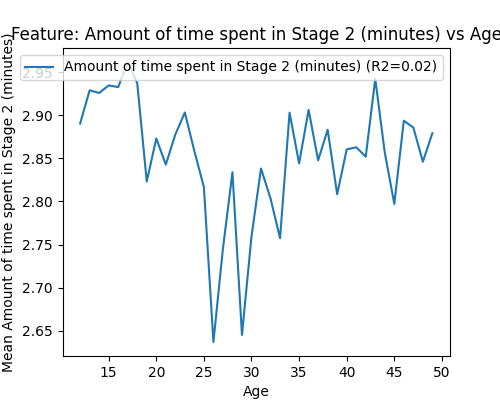 Feature: Amount of time spent in Stage 2 (minutes) vs Age
Amount of time spent in Stage 2 (minutes) (R2=0.02)
Mean Amount of time spent in Stage 2 (minutes)
2.95
2.90
2.85
2.80
2.75
2.70
2.65
15 20 25 30 35 40 45 50
Age